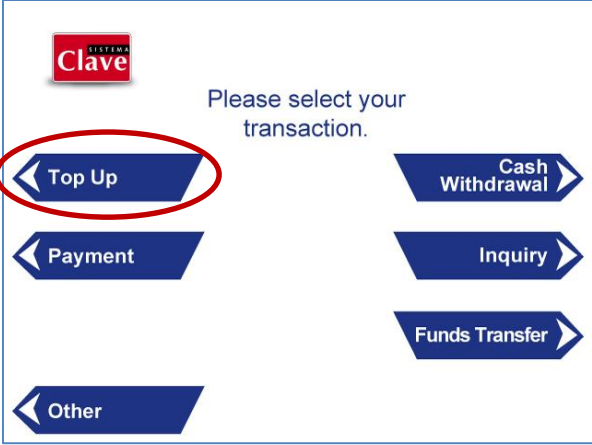 SISTEMA
Clave
Please select your
transaction.
Top Up
Cash
Withdrawal
Payment
Inquiry
Funds Transfer
Other